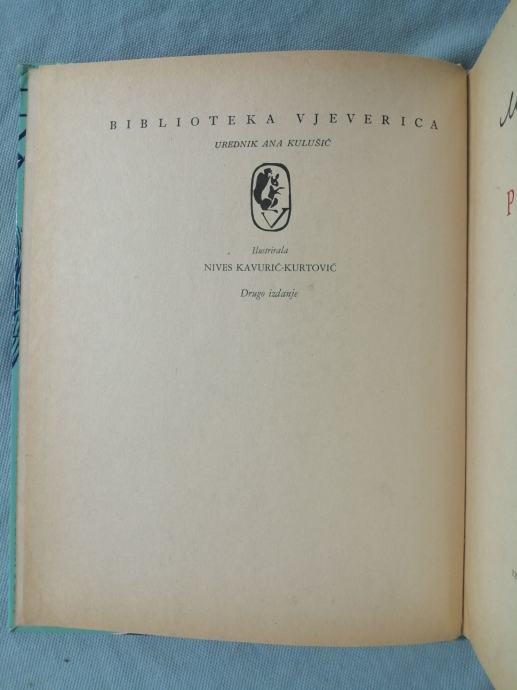 BIBLIOTEKA VJEVERICA
UREDNIK ANA KULUŠIĆ
V
Ilustrirala
NIVES KAVURIĆ-KURTOVIĆ
Drugo izdanje
P